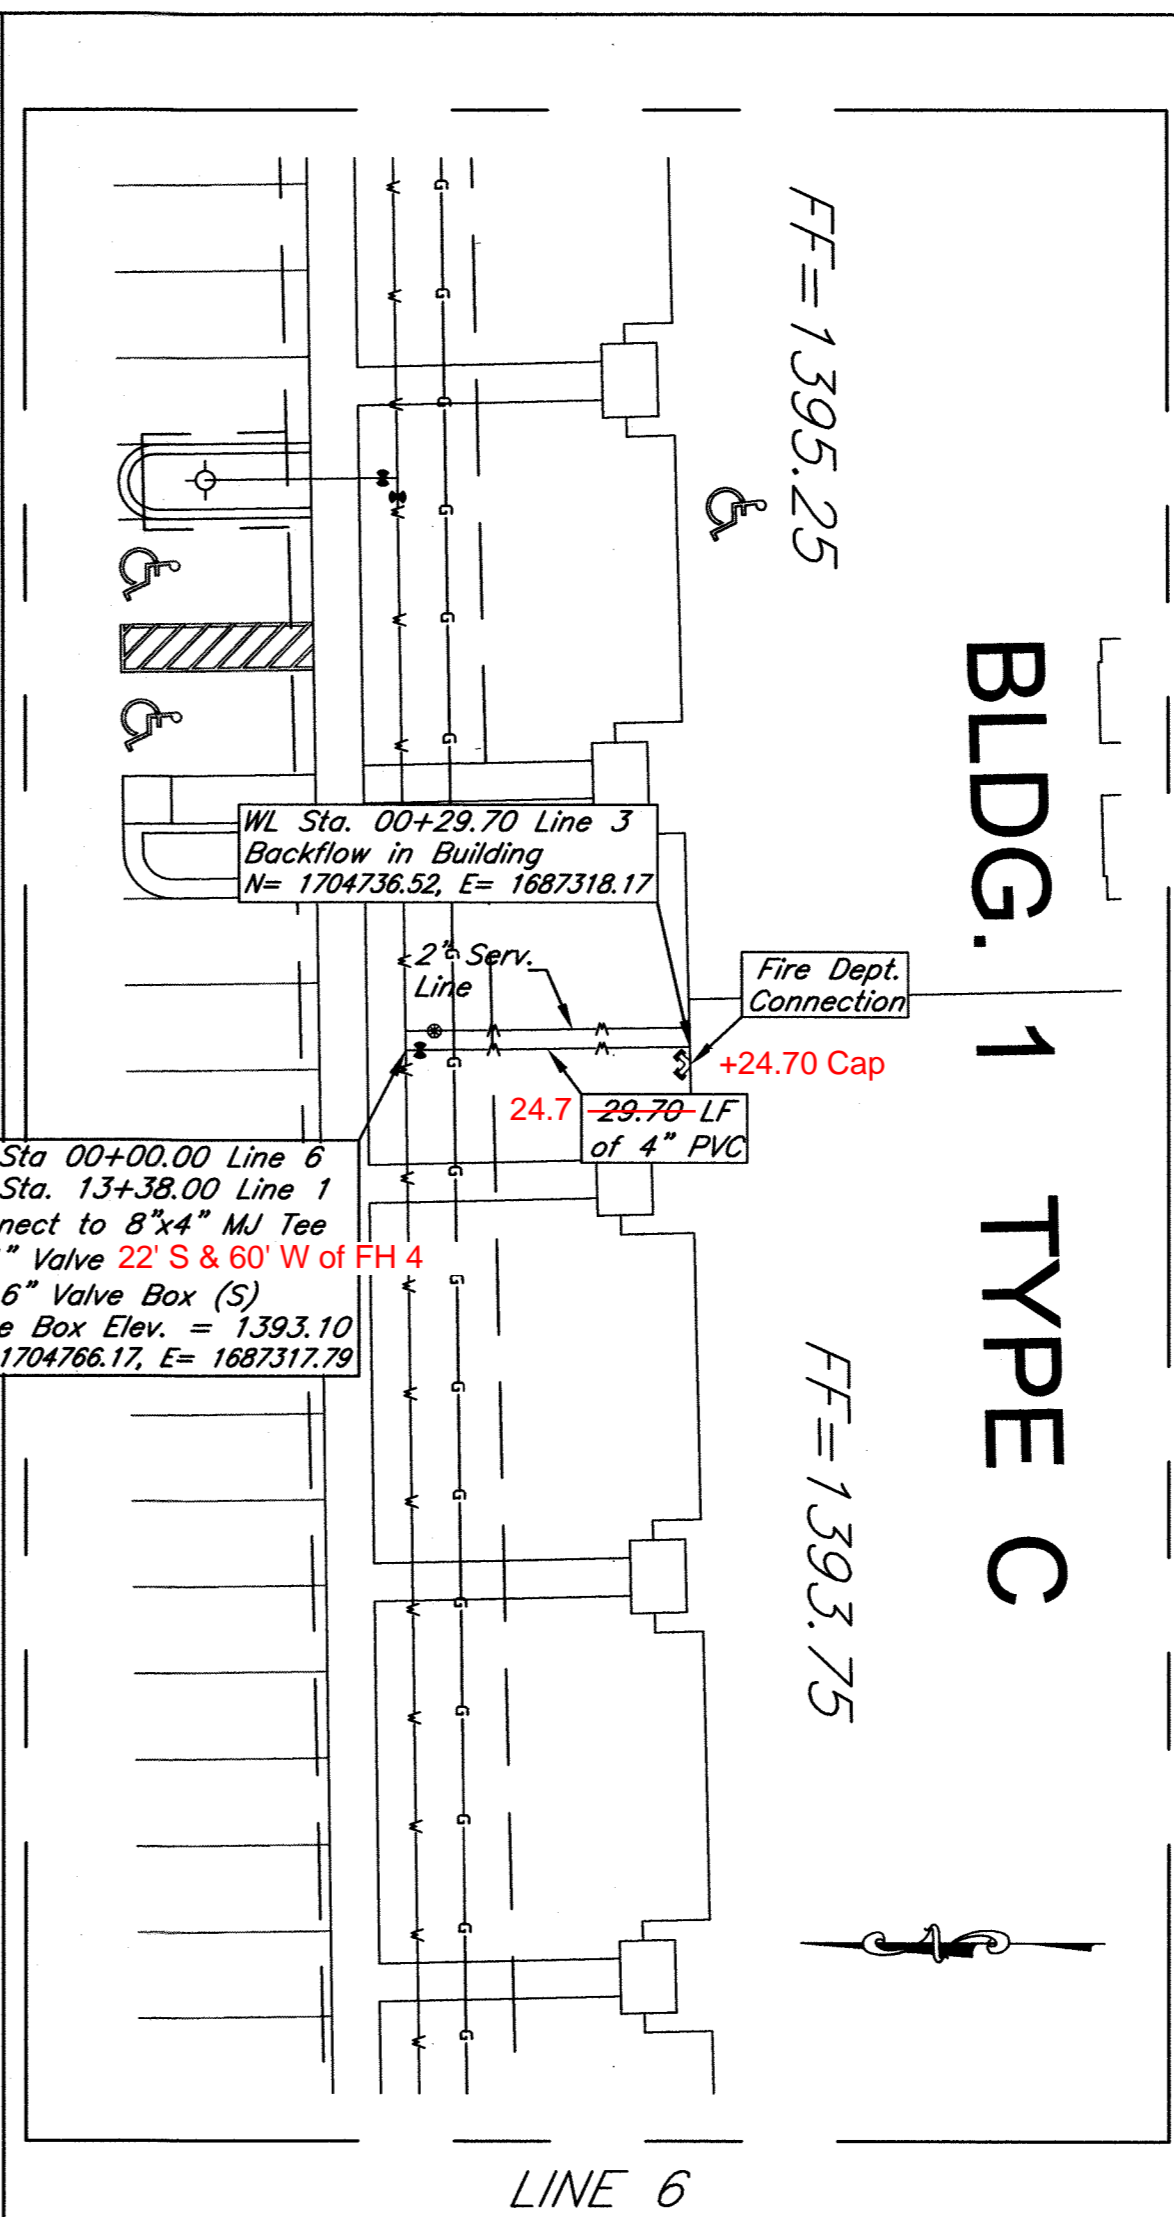 FF=1395.25
BLDG. 1 TYPE C
WL Sta. 00+29.70 Line 3
Backflow in Building
N= 1704736.52, E= 1687318.17
2" Serv.
Line
Fire Dept.
Connection
+24.70 Cap
24.7 29.70 LF
of 4" PVC
Sta 00+00.00 Line 6
Sta. 13+38.00 Line 1
nect to 8"x4" MJ Tee
" Valve 22' S & 60' W of FH 4
6" Valve Box (S)
e Box Elev. = 1393.10
1704766.17, E= 1687317.79
FF=1393.75
LINE 6